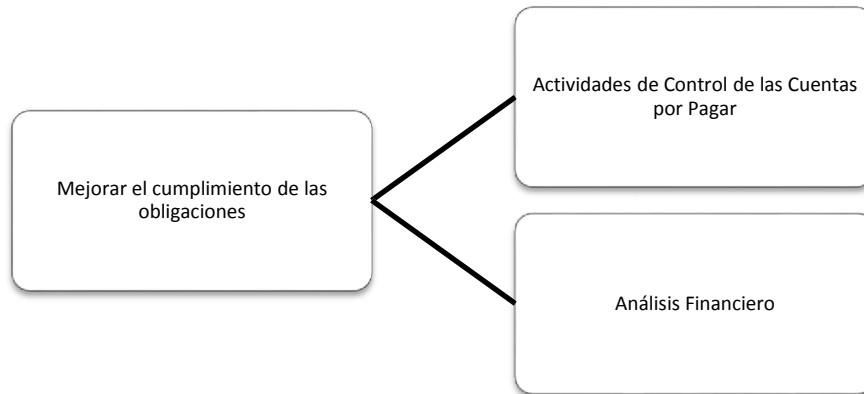 Mejorar el cumplimiento de las
obligaciones
Actividades de Control de las Cuentas
por Pagar
Análisis Financiero